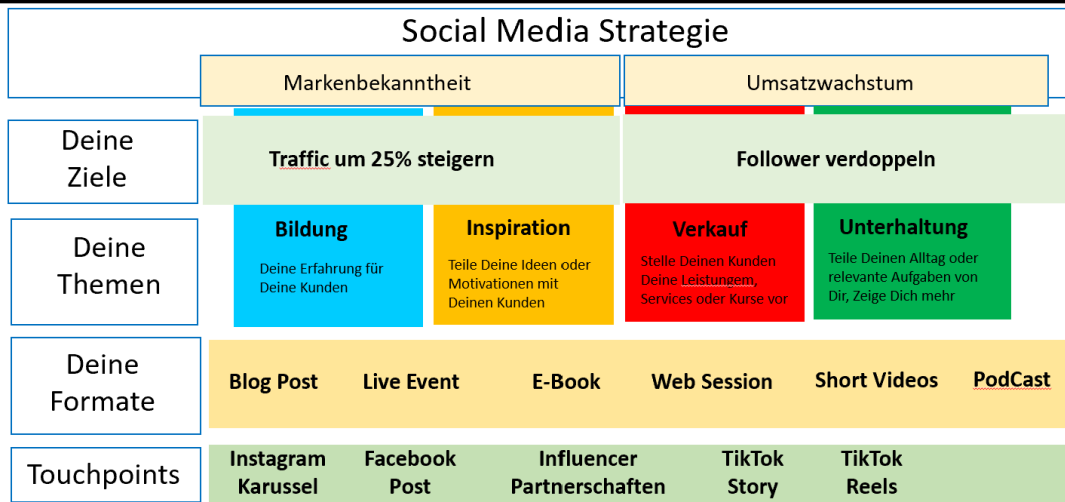 Social Media Strategie
Markenbekanntheit
Umsatzwachstum
Deine
Ziele
Traffic um 25% steigern
Follower verdoppeln
Deine
Themen
Bildung
Deine Erfahrung für
Deine Kunden
Inspiration
Teile Deine Ideen oder
Motivationen mit
Deinen Kunden
Verkauf
Stelle Deinen Kunden
Deine Leistungern,
Services oder Kurse vor
Unterhaltung
Teile Deinen Alltag oder
relevante Aufgaben von
Dir, Zeige Dich mehr
Deine
Formate
Blog Post
Live Event
E-Book
Web Session
Short Videos
PodCast
Touchpoints
Instagram
Karussel
Facebook
Post
Influencer
Partnerschaften
TikTok
Story
TikTok
Reels